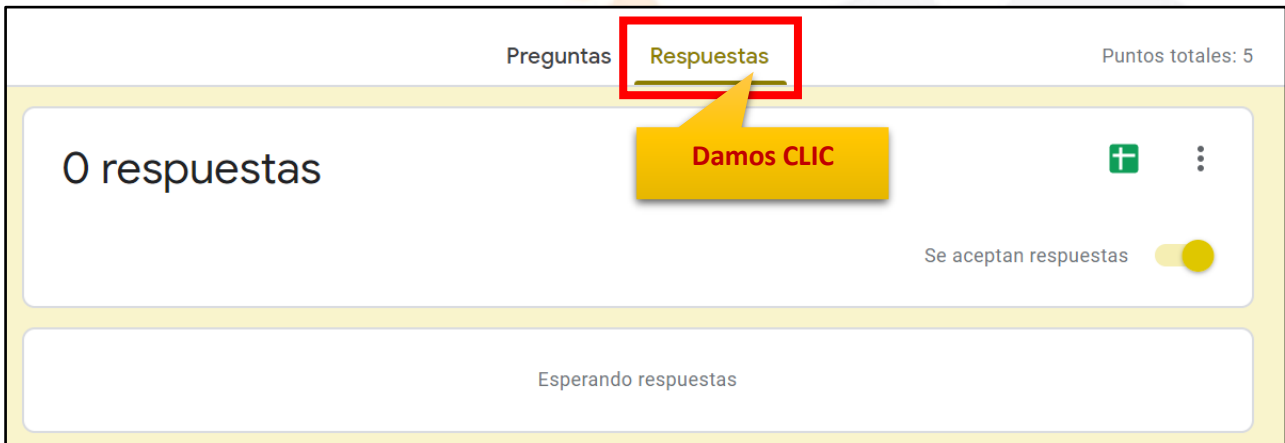 Preguntas Respuestas Puntos totales: 5
Damos CLIC
0 respuestas
Se aceptan respuestas
Esperando respuestas